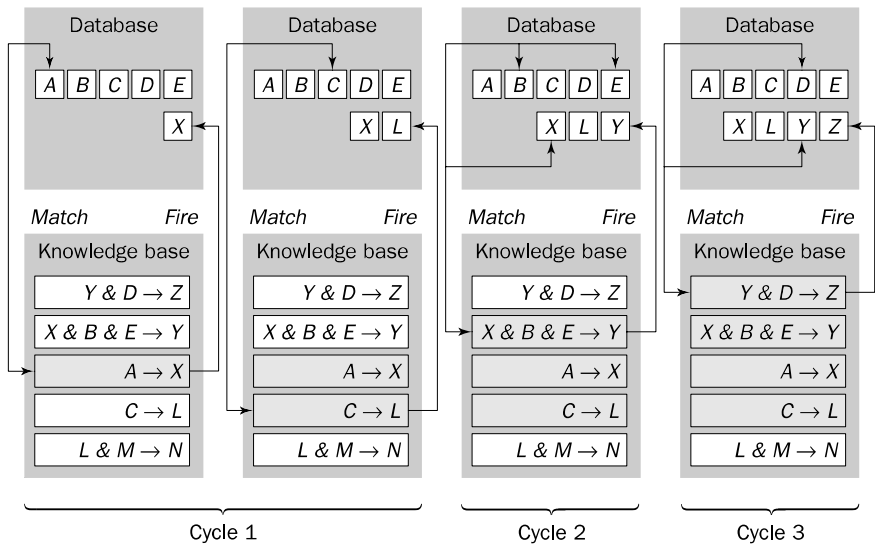 Database
A B C D E
X
Match Fire
Knowledge base
Y & D → Z
X & B & E → Y
A → X
C → L
L & M → N
Database
A B C D E
X L
Match Fire
Knowledge base
Y & D → Z
X & B & E → Y
A → X
C → L
L & M → N
Cycle 1
Database
A B C D E
X L Y
Match Fire
Knowledge base
Y & D → Z
X & B & E → Y
A → X
C → L
L & M → N
Cycle 2
Database
A B C D E
X L Y Z
Match Fire
Knowledge base
Y & D → Z
X & B & E → Y
A → X
C → L
L & M → N
Cycle 3